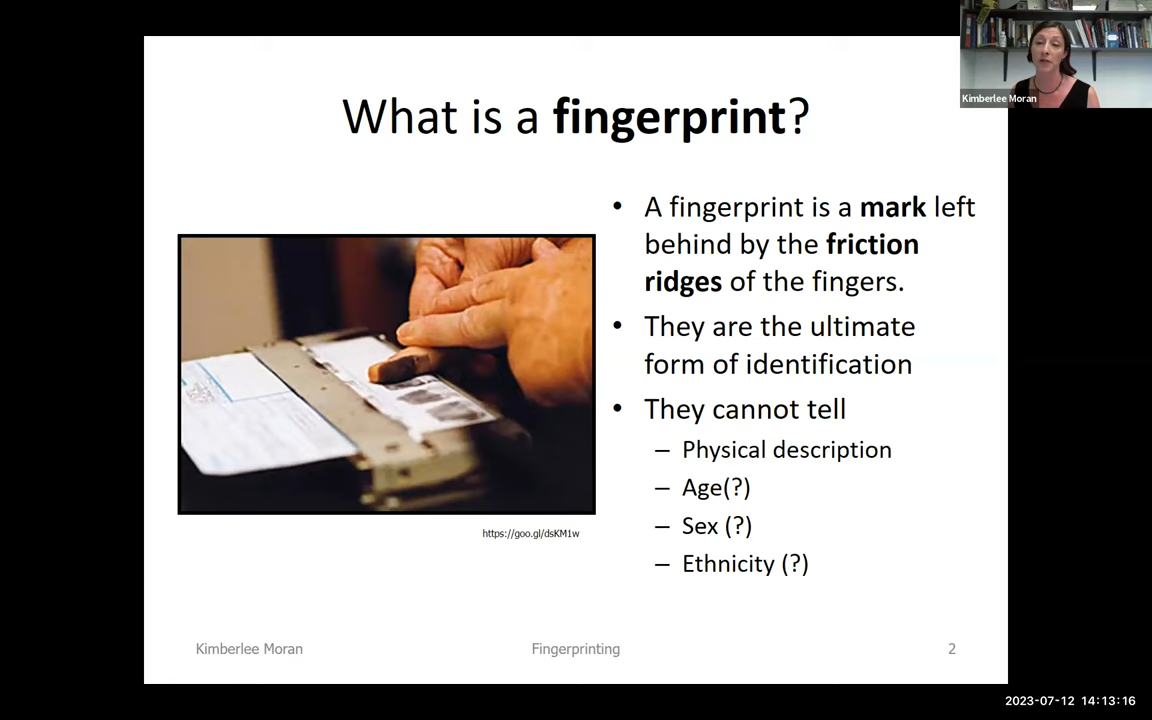 Kimberlee Moran
What is a fingerprint?
• A fingerprint is a mark left
behind by the friction
ridges of the fingers.
• They are the ultimate
form of identification
• They cannot tell
– Physical description
– Age(?)
– Sex (?)
– Ethnicity (?)
https://goo.gl/dsKM1w
Kimberlee Moran
Fingerprinting
2
2023-07-12 14:13:16